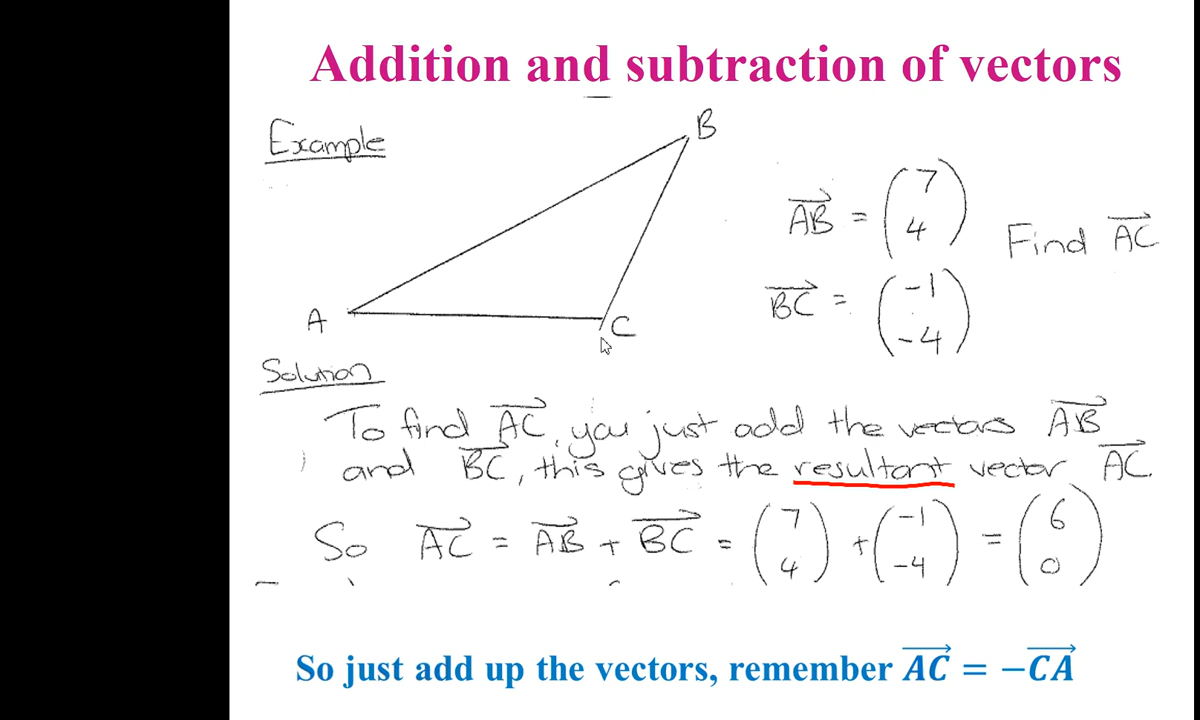 Addition and subtraction of vectors
Example
B
A
C
AB = (7 4)
Find AC
BC = (-1 -4)
Solution
To find AC, you just add the vectors AB
and BC, this gives the resultant vector AC.
So AC = AB + BC = (7 4) + (-1 -4) = (6 0)
So just add up the vectors, remember AC = −CA